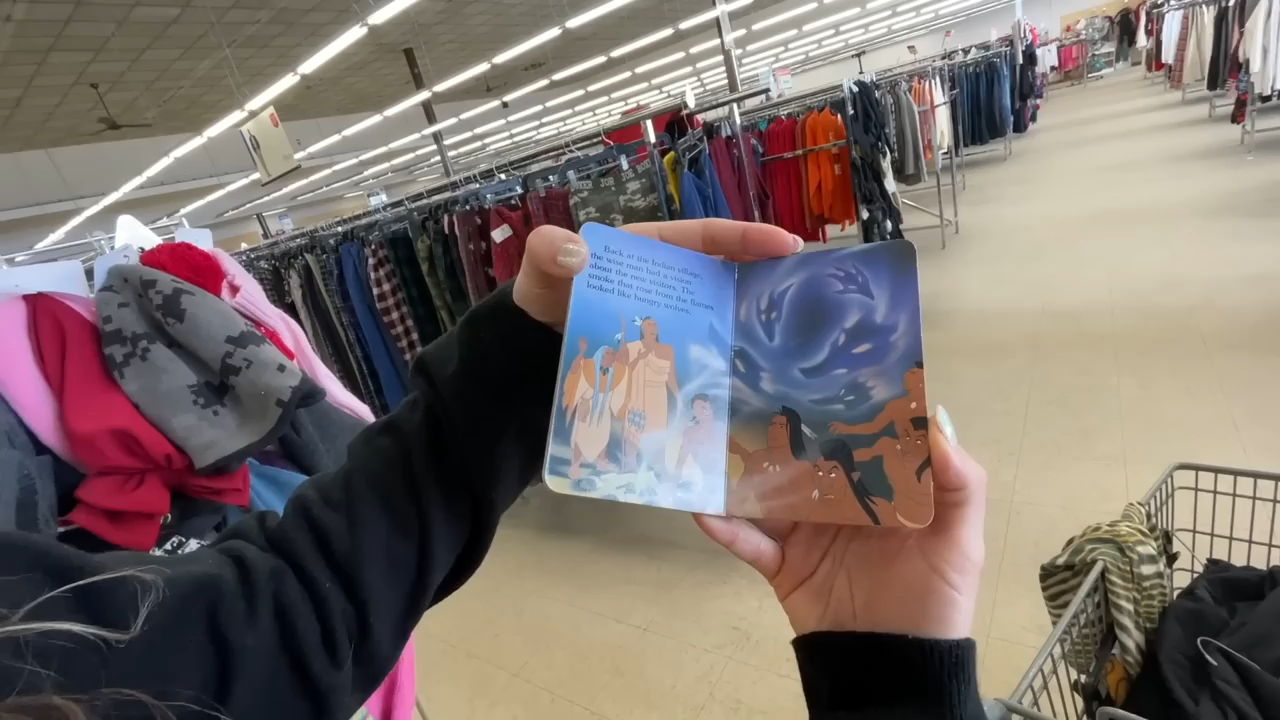 Back at the Indian village,
the wise man had a vision
about the new visitors. The
smoke that rose from the flames
looked like hungry wolves.